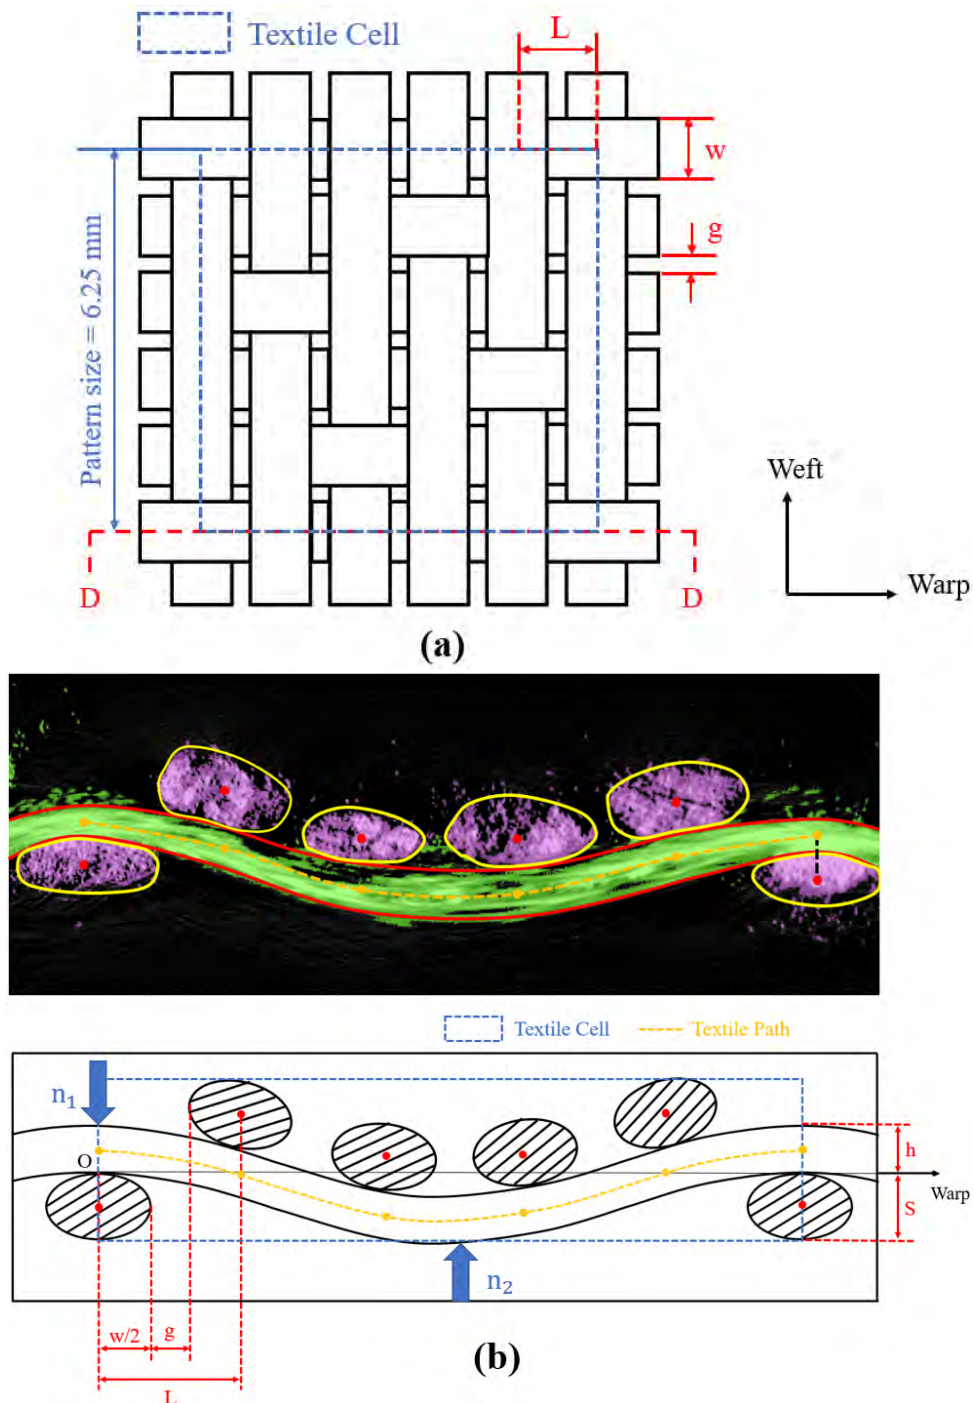 Textile Cell
L
w
g
Pattern size = 6.25 mm
Weft
Warp
D
D
(a)
Textile Cell
Textile Path
n₁
O
h
Warp
S
n₂
w/2
g
(b)
L